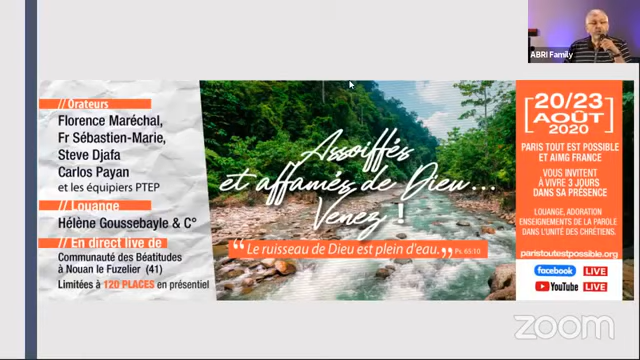 ABRI Family
// Orateurs
Florence Maréchal,
Fr Sébastien-Marie,
Steve Djafa
Carlos Payan
et les équipiers PTEP
// Louange
Hélène Goussebayle & C°
// En direct live de
Communauté des Béatitudes
à Nouan le Fuzelier (41)
Limitées à 120 PLACES en présentiel
Assoiffés
et affamés de Dieu...
Venez !
“ Le ruisseau de Dieu est plein d'eau. ” Ps. 65/10
[20/23
AOÛT]
2020
PARIS TOUT EST POSSIBLE
ET AIMG FRANCE
VOUS INVITENT
À VIVRE 3 JOURS
DANS SA PRÉSENCE
LOUANGE, ADORATION
ENSEIGNEMENTS DE LA PAROLE
DANS L'UNITÉ DES CHRÉTIENS.
paristoutestpossible.org
facebook LIVE
YouTube LIVE
zoom